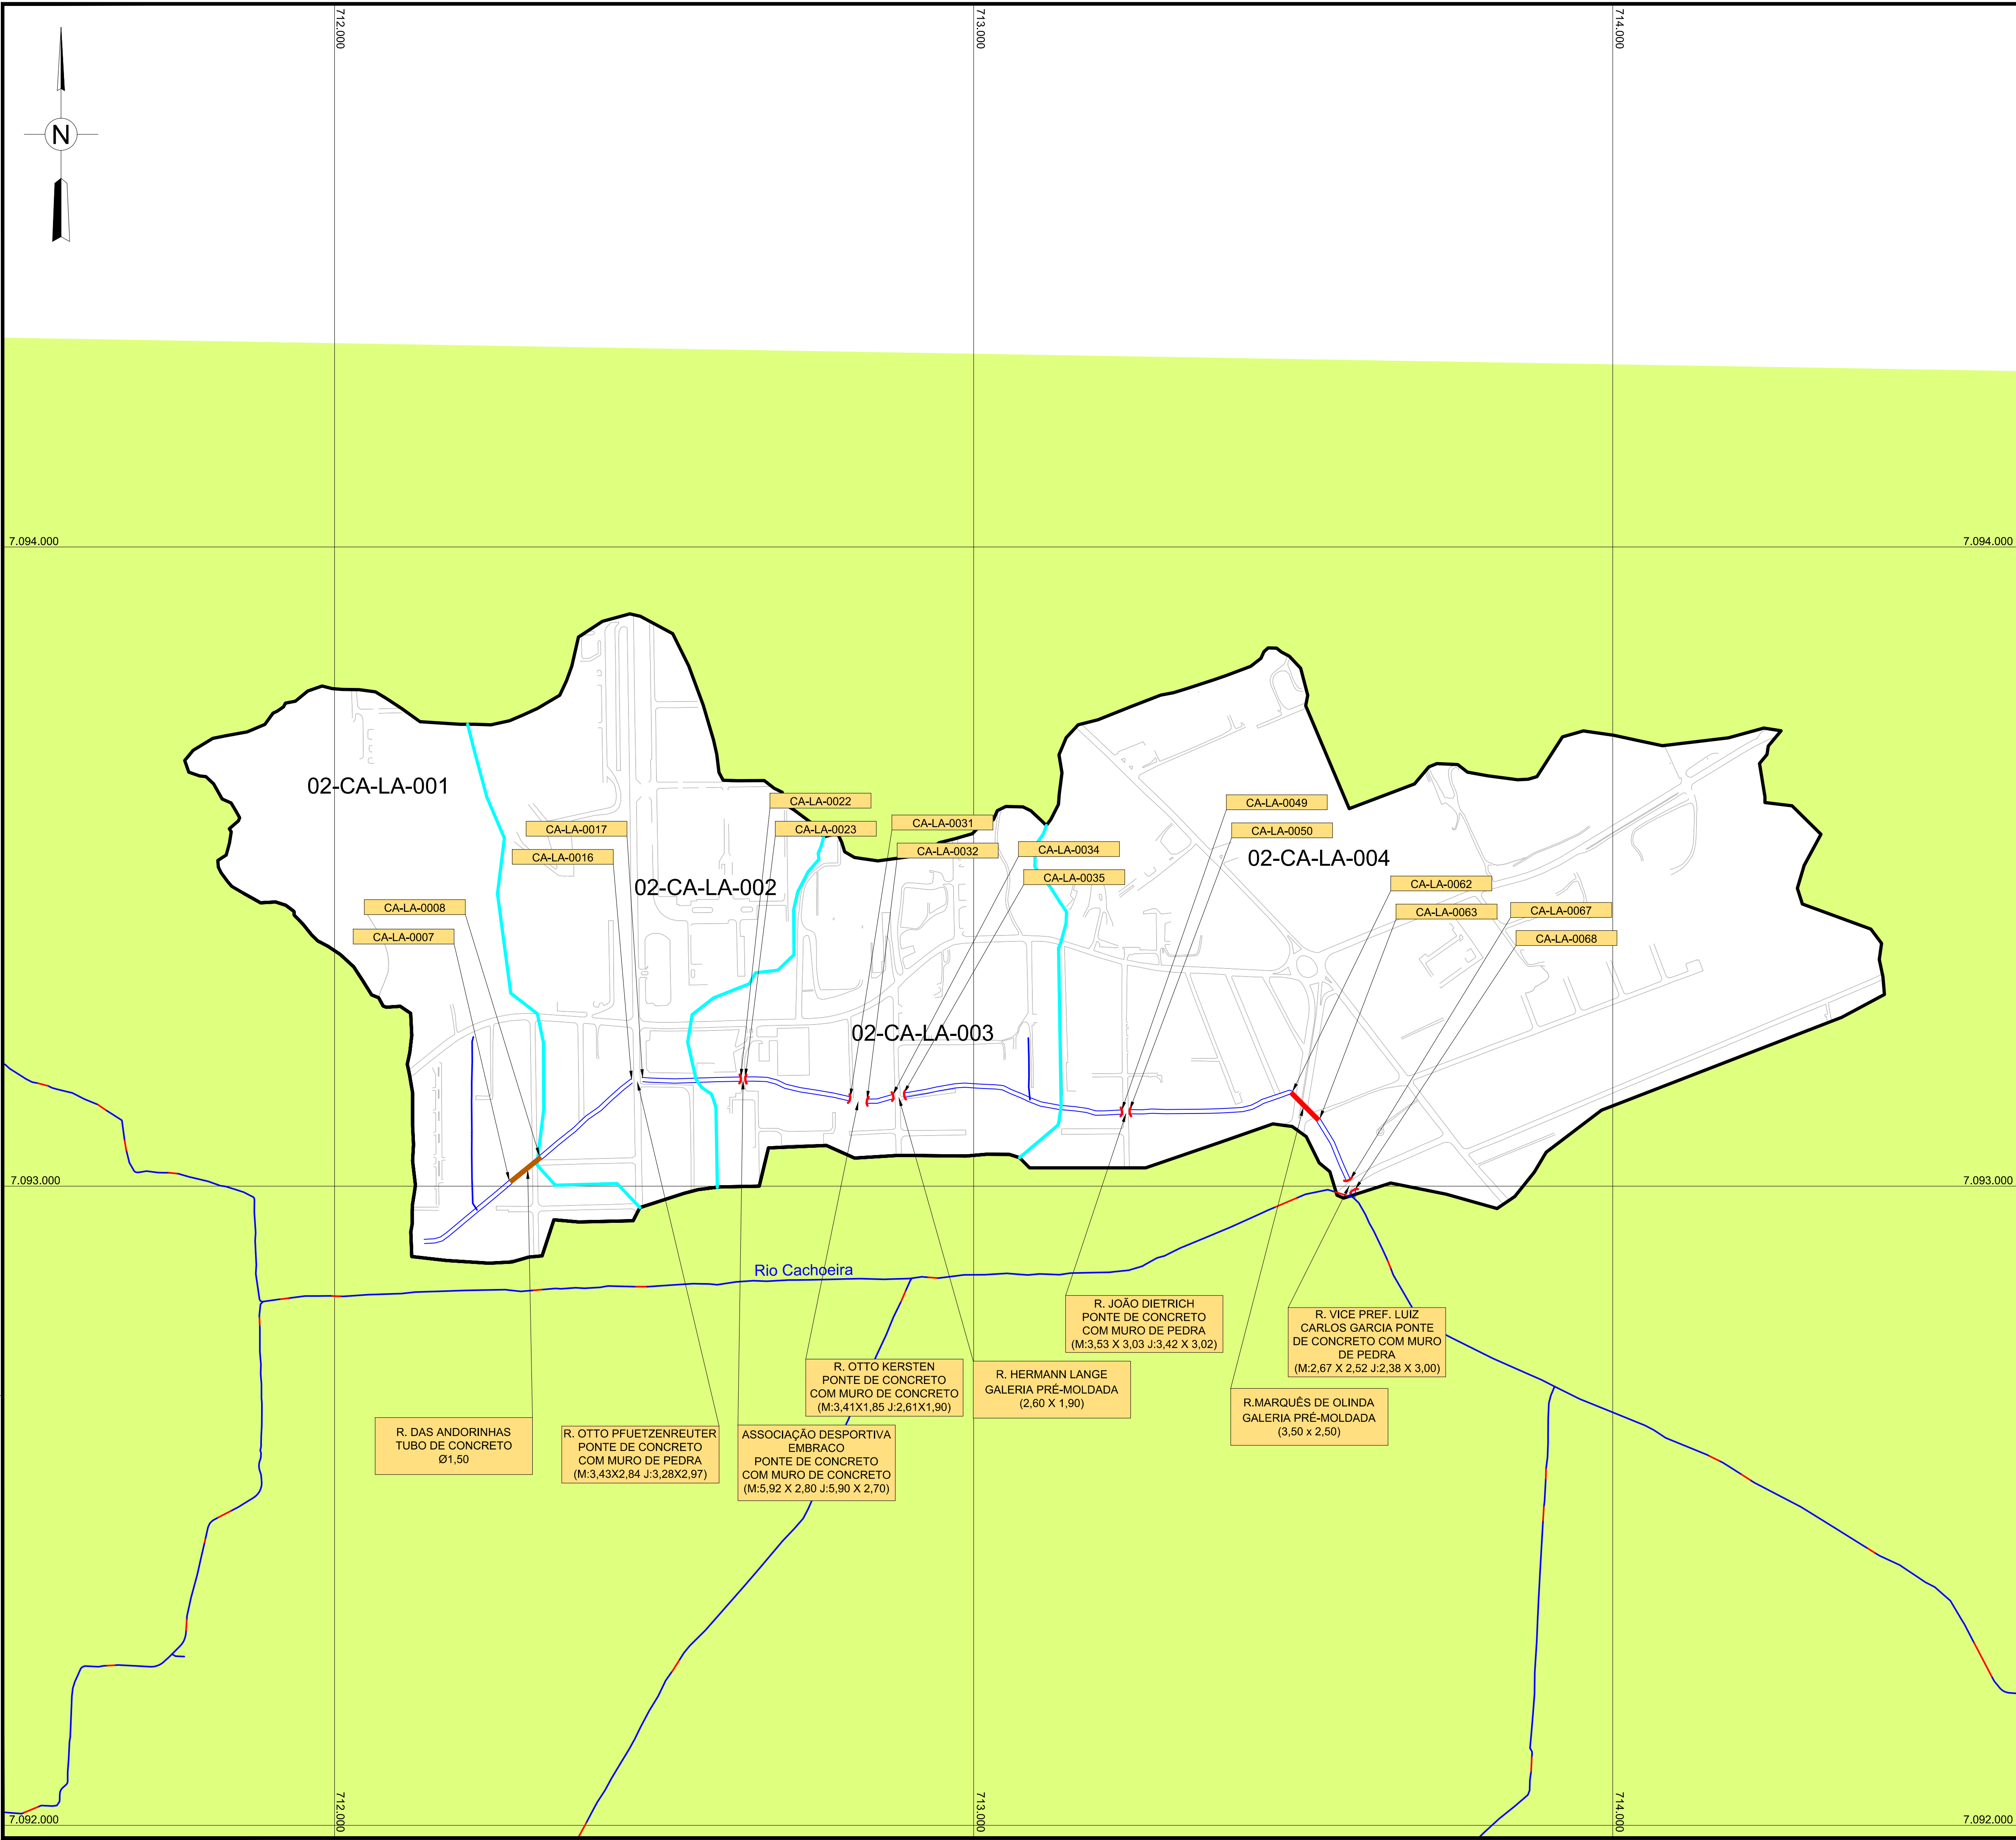 712.000
713.000
714.000
N
7.094.000
7.094.000
02-CA-LA-001
CA-LA-0022
CA-LA-0017
CA-LA-0023
CA-LA-0016
CA-LA-0031
CA-LA-0032
CA-LA-0034
CA-LA-0035
CA-LA-0049
CA-LA-0050
02-CA-LA-004
02-CA-LA-002
CA-LA-0062
CA-LA-0063
CA-LA-0067
CA-LA-0068
CA-LA-0008
CA-LA-0007
02-CA-LA-003
7.093.000
7.093.000
Rio Cachoeira
R. JOÃO DIETRICH
PONTE DE CONCRETO
COM MURO DE PEDRA
(M:3,53 X 3,03 J:3,42 X 3,02)
R. VICE PREF. LUIZ
CARLOS GARCIA PONTE
DE CONCRETO COM MURO
DE PEDRA
(M:2,67 X 2,52 J:2,38 X 3,00)
R. OTTO KERSTEN
PONTE DE CONCRETO
COM MURO DE CONCRETO
(M:3,41X1,85 J:2,61X1,90)
R. HERMANN LANGE
GALERIA PRÉ-MOLDADA
(2,60 X 1,90)
R.MARQUÊS DE OLINDA
GALERIA PRÉ-MOLDADA
(3,50 x 2,50)
R. DAS ANDORINHAS
TUBO DE CONCRETO
Ø1,50
R. OTTO PFUETZENREUTER
PONTE DE CONCRETO
COM MURO DE PEDRA
(M:3,43X2,84 J:3,28X2,97)
ASSOCIAÇÃO DESPORTIVA
EMBRACO
PONTE DE CONCRETO
COM MURO DE CONCRETO
(M:5,92 X 2,80 J:5,90 X 2,70)
7.092.000
712.000
713.000
714.000
7.092.000